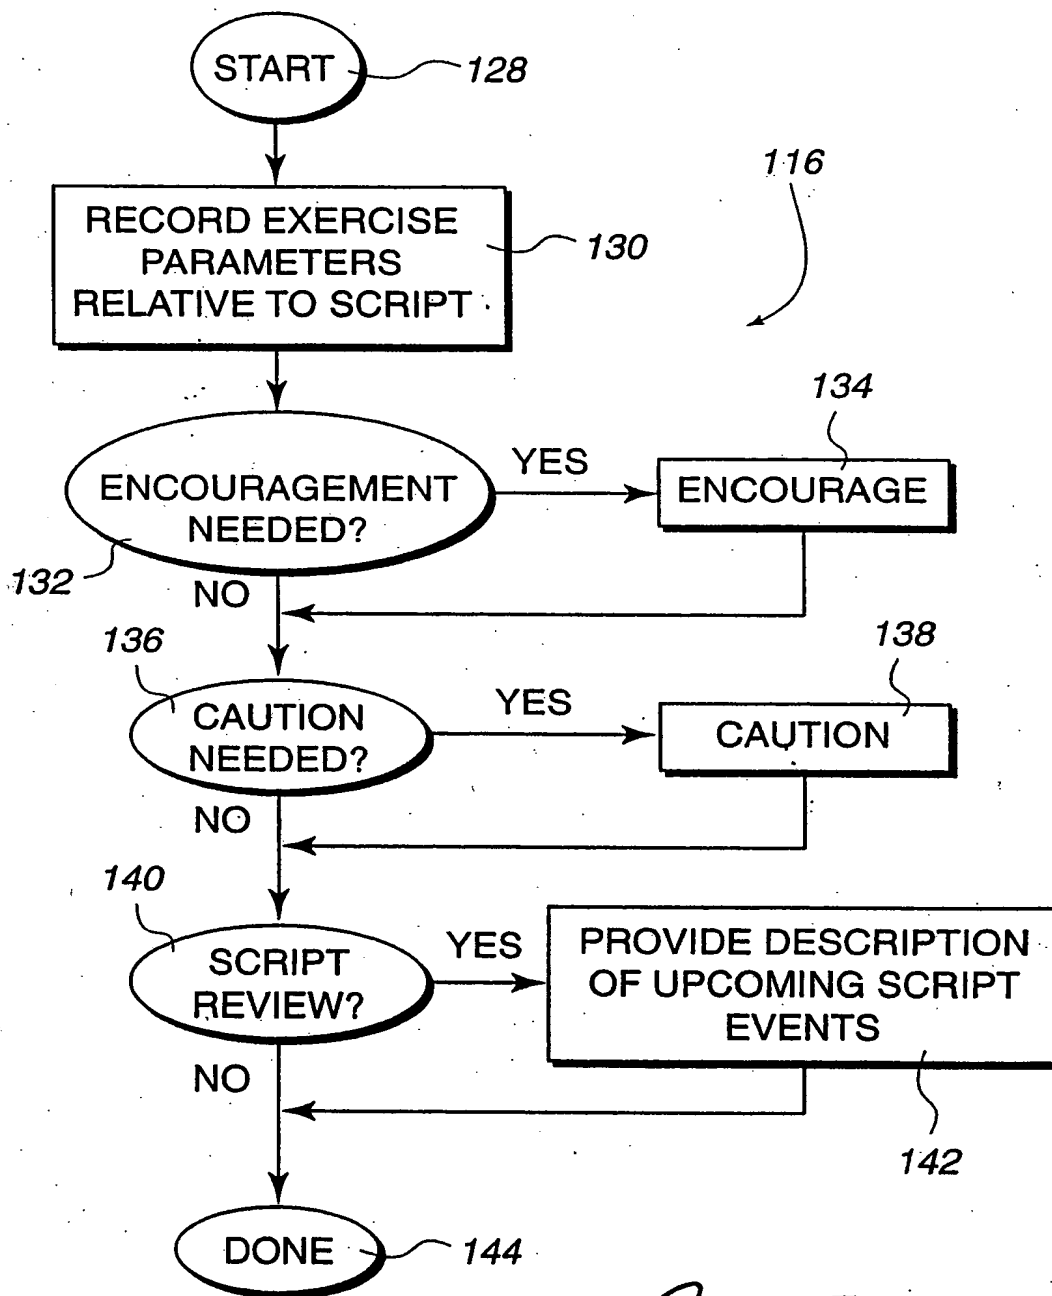 START
128
116
RECORD EXERCISE
PARAMETERS
RELATIVE TO SCRIPT
130
134
ENCOURAGEMENT
NEEDED?
132
YES
ENCOURAGE
NO
136
138
CAUTION
NEEDED?
YES
CAUTION
NO
140
SCRIPT
REVIEW?
YES
PROVIDE DESCRIPTION
OF UPCOMING SCRIPT
EVENTS
142
NO
DONE
144